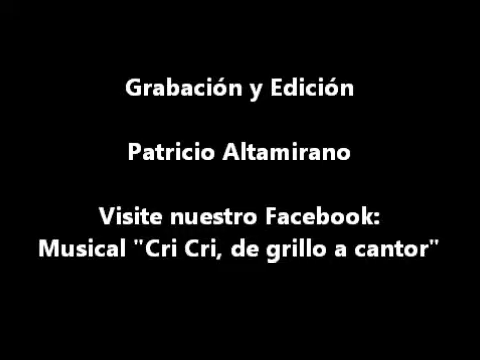 Grabación y Edición
Patricio Altamirano
Visite nuestro Facebook:
Musical "Cri Cri, de grillo a cantor"